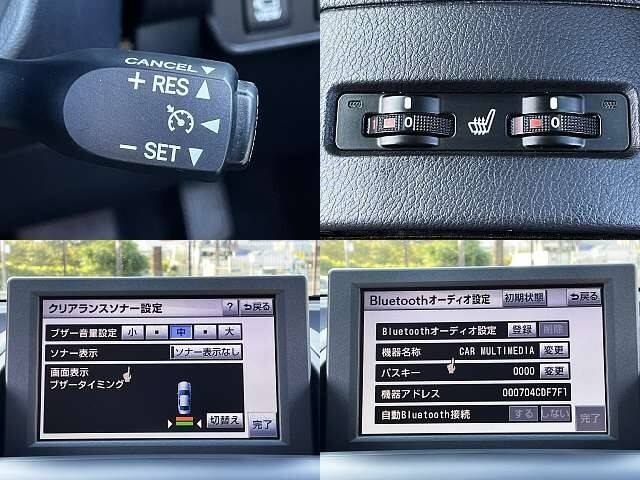 CANCEL▼
+ RES ▲
◀
− SET ▼
0 0
クリアランスソナー設定 ? 戻る
ブザー音量設定 小 ■ 中 ■ 大
ソナー表示 ソナー表示なし
画面表示
ブザータイミング
切替え 完了
Bluetoothオーディオ設定 初期状態 戻る
Bluetoothオーディオ設定 登録 削除
機器名称 CAR MULTIMEDIA 変更
パスキー 0000 変更
機器アドレス 000704CDF7F1
自動Bluetooth接続 する しない 完了